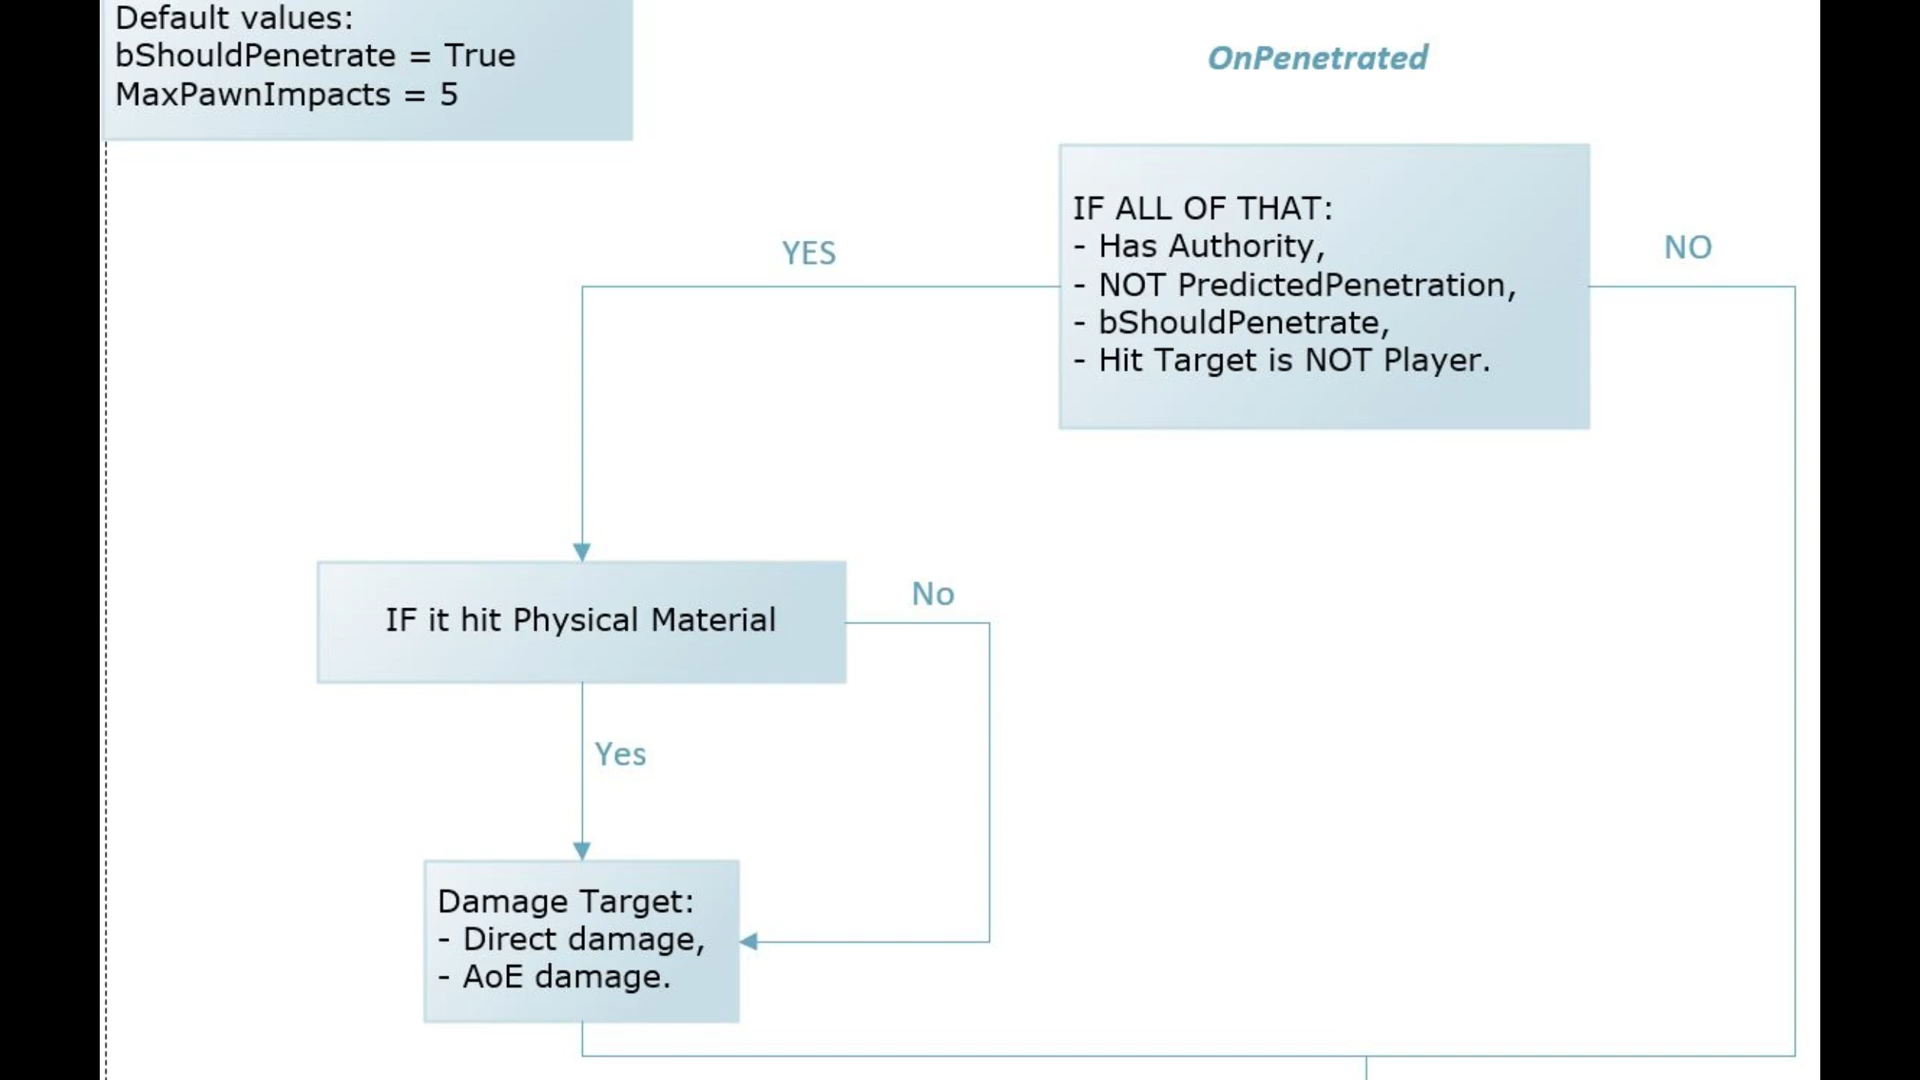 Default values:
bShouldPenetrate = True
MaxPawnImpacts = 5
OnPenetrated
IF ALL OF THAT:
- Has Authority,
- NOT PredictedPenetration,
- bShouldPenetrate,
- Hit Target is NOT Player.
YES
NO
IF it hit Physical Material
No
Yes
Damage Target:
- Direct damage,
- AoE damage.